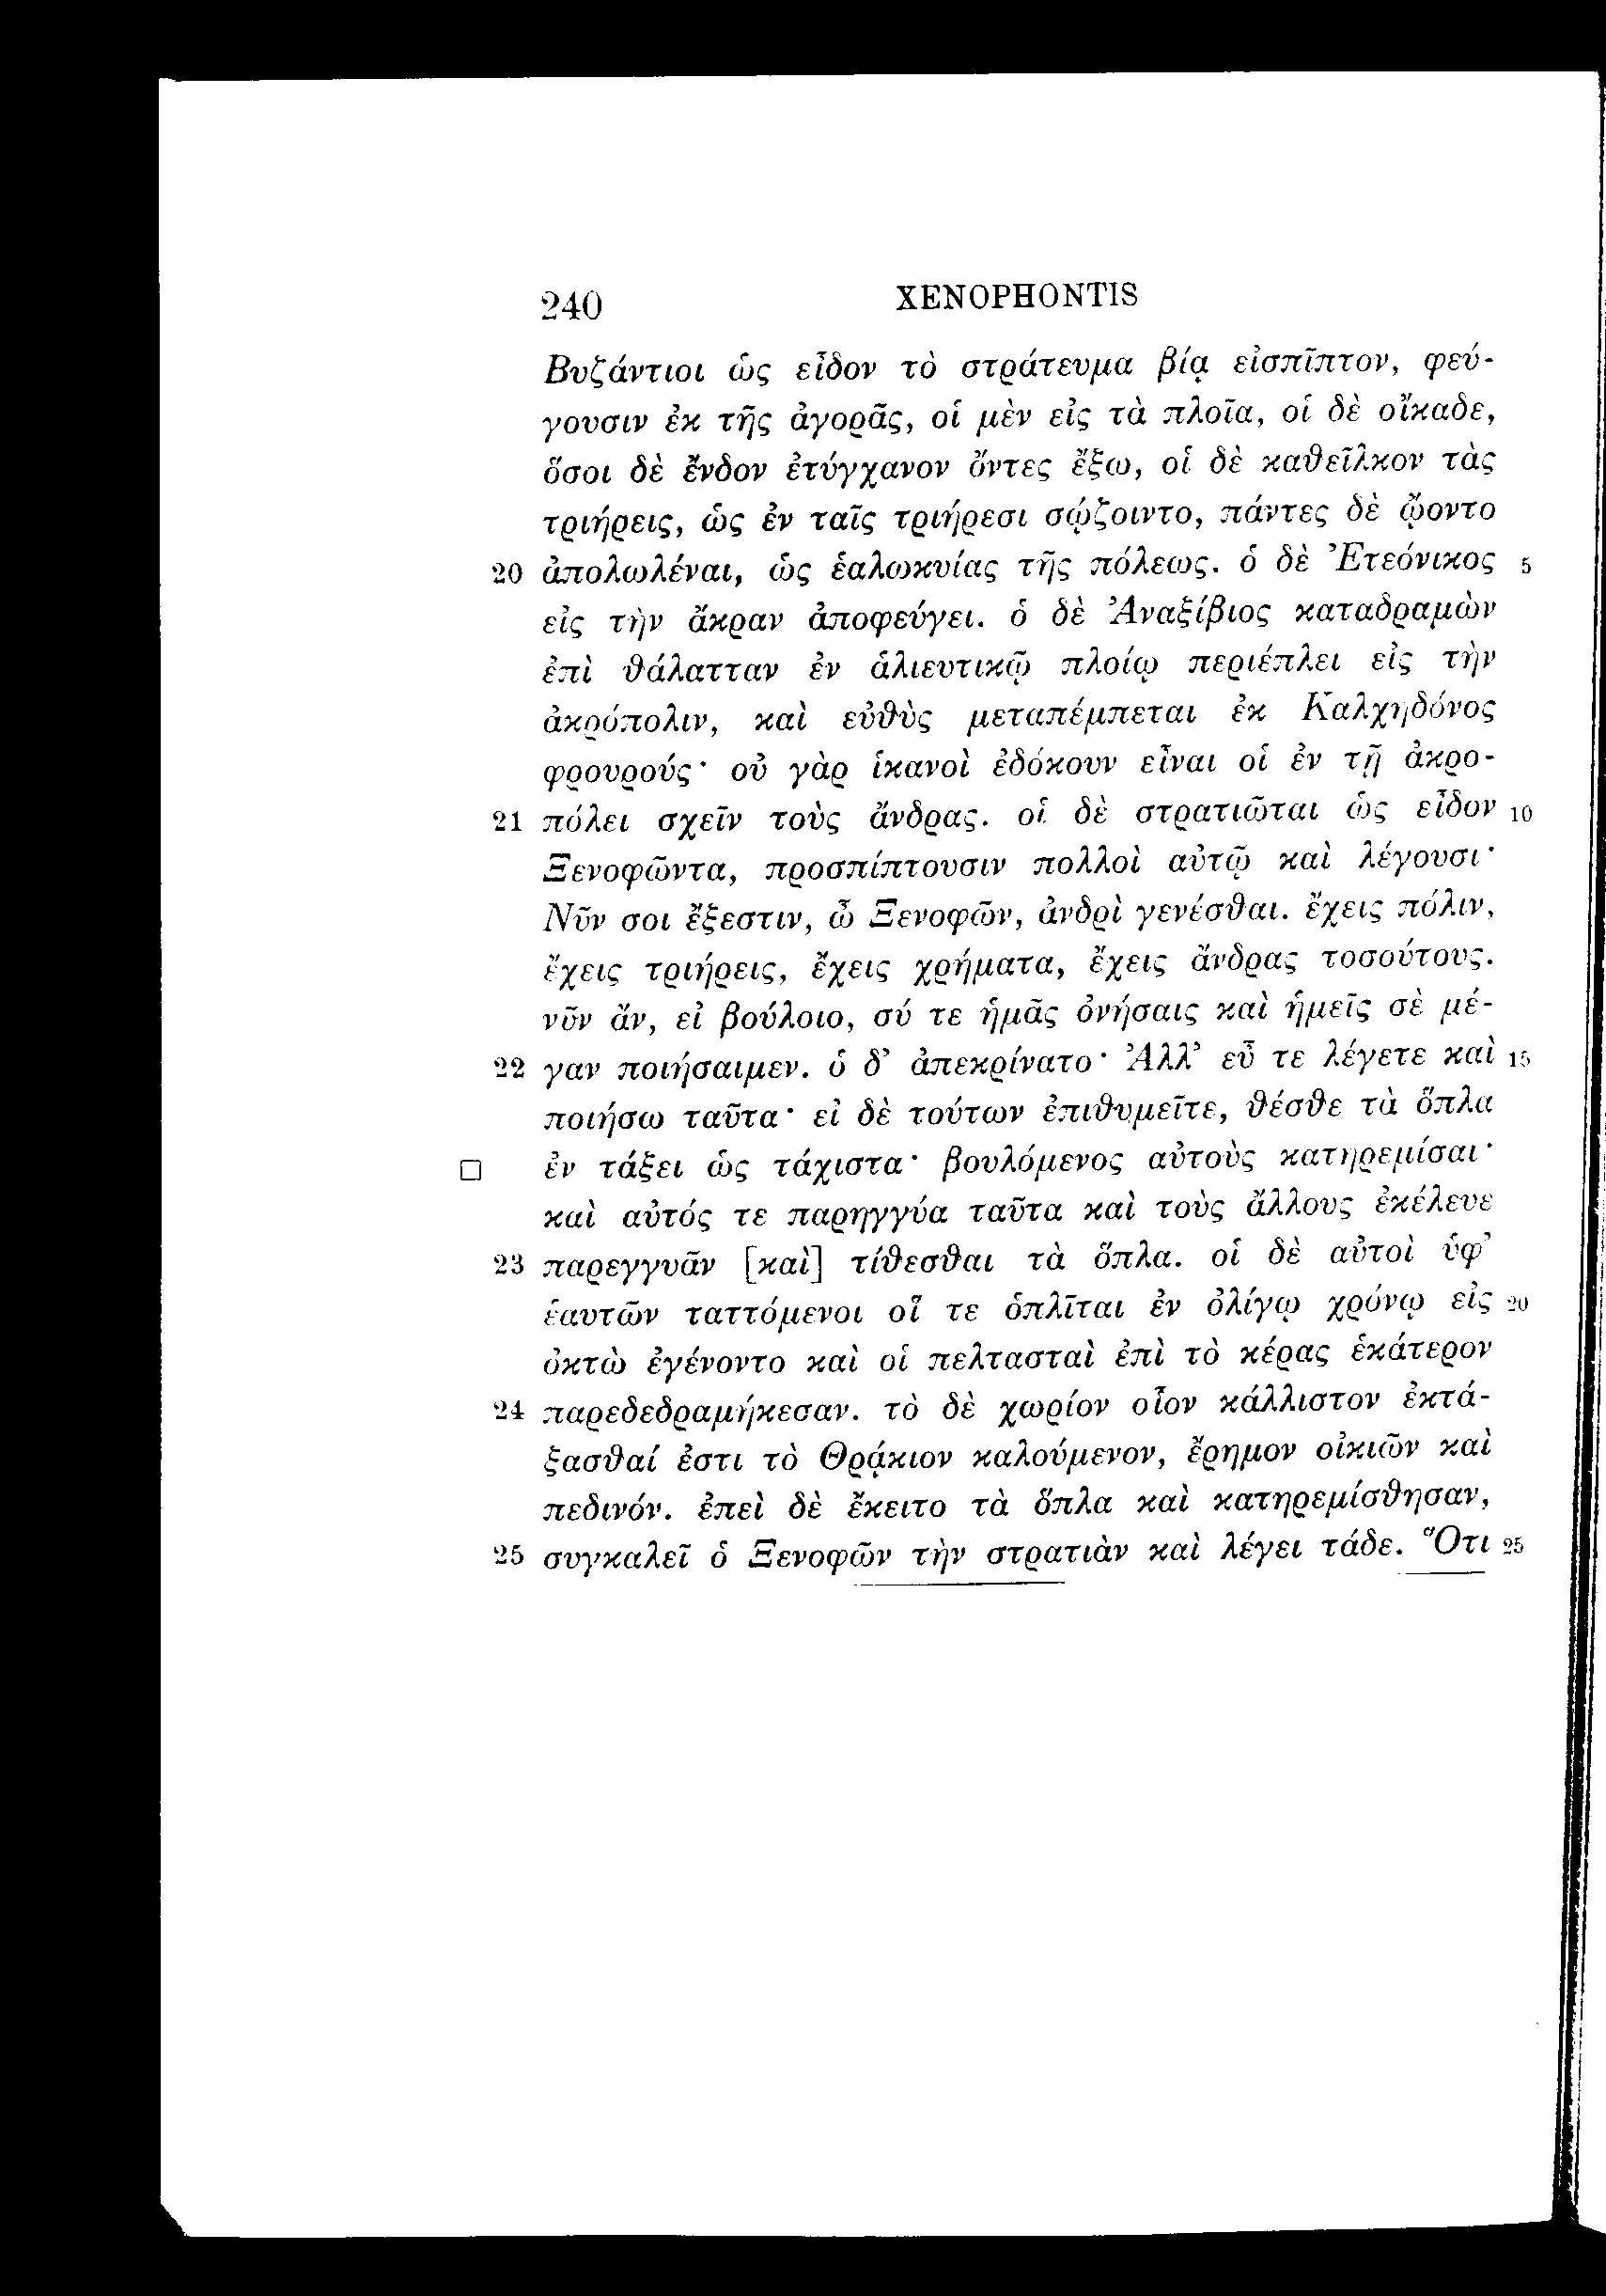 240 XENOPHONTIS
Βυζάντιοι ὡς εἶδον τὸ στράτευμα βίᾳ εἰσπῖπτον, φεύ-
γουσιν ἐκ τῆς ἀγορᾶς, οἱ μὲν εἰς τὰ πλοῖα, οἱ δὲ οἴκαδε,
ὅσοι δὲ ἔνδον ἐτύγχανον ὄντες ἔξω, οἱ δὲ καθεῖλκον τὰς
τριήρεις, ὡς ἐν ταῖς τριήρεσι σῴζοιντο, πάντες δὲ ᾤοντο
20 ἀπολωλέναι, ὡς ἑαλωκυίας τῆς πόλεως. ὁ δὲ Ἐτεόνικος 5
εἰς τὴν ἄκραν ἀποφεύγει. ὁ δὲ Ἀναξίβιος καταδραμὼν
ἐπὶ θάλατταν ἐν ἁλιευτικῷ πλοίῳ περιέπλει εἰς τὴν
ἀκρόπολιν, καὶ εὐθὺς μεταπέμπεται ἐκ Καλχηδόνος
φρουρούς· οὐ γὰρ ἱκανοὶ ἐδόκουν εἶναι οἱ ἐν τῇ ἀκρο-
21 πόλει σχεῖν τοὺς ἄνδρας. οἱ δὲ στρατιῶται ὡς εἶδον 10
Ξενοφῶντα, προσπίπτουσιν πολλοὶ αὐτῷ καὶ λέγουσι·
Νῦν σοι ἔξεστιν, ὦ Ξενοφῶν, ἀνδρὶ γενέσθαι. ἔχεις πόλιν,
ἔχεις τριήρεις, ἔχεις χρήματα, ἔχεις ἄνδρας τοσούτους.
νῦν ἄν, εἰ βούλοιο, σύ τε ἡμᾶς ὀνήσαις καὶ ἡμεῖς σὲ μέ-
22 γαν ποιήσαιμεν. ὁ δ’ ἀπεκρίνατο· Ἀλλ’ εὖ τε λέγετε καὶ 15
ποιήσω ταῦτα· εἰ δὲ τούτων ἐπιθυμεῖτε, θέσθε τὰ ὅπλα
□ ἐν τάξει ὡς τάχιστα· βουλόμενος αὐτοὺς κατηρεμίσαι·
καὶ αὐτός τε παρηγγύα ταῦτα καὶ τοὺς ἄλλους ἐκέλευε
23 παρεγγυᾶν [καὶ] τίθεσθαι τὰ ὅπλα. οἱ δὲ αὐτοὶ ὑφ’
ἑαυτῶν ταττόμενοι οἵ τε ὁπλῖται ἐν ὀλίγῳ χρόνῳ εἰς 20
ὀκτὼ ἐγένοντο καὶ οἱ πελτασταὶ ἐπὶ τὸ κέρας ἑκάτερον
24 παρεδεδραμήκεσαν. τὸ δὲ χωρίον οἷον κάλλιστον ἐκτά-
ξασθαί ἐστι τὸ Θρᾴκιον καλούμενον, ἔρημον οἰκιῶν καὶ
πεδινόν. ἐπεὶ δὲ ἔκειτο τὰ ὅπλα καὶ κατηρεμίσθησαν,
25 συγκαλεῖ ὁ Ξενοφῶν τὴν στρατιὰν καὶ λέγει τάδε. Ὅτι 25